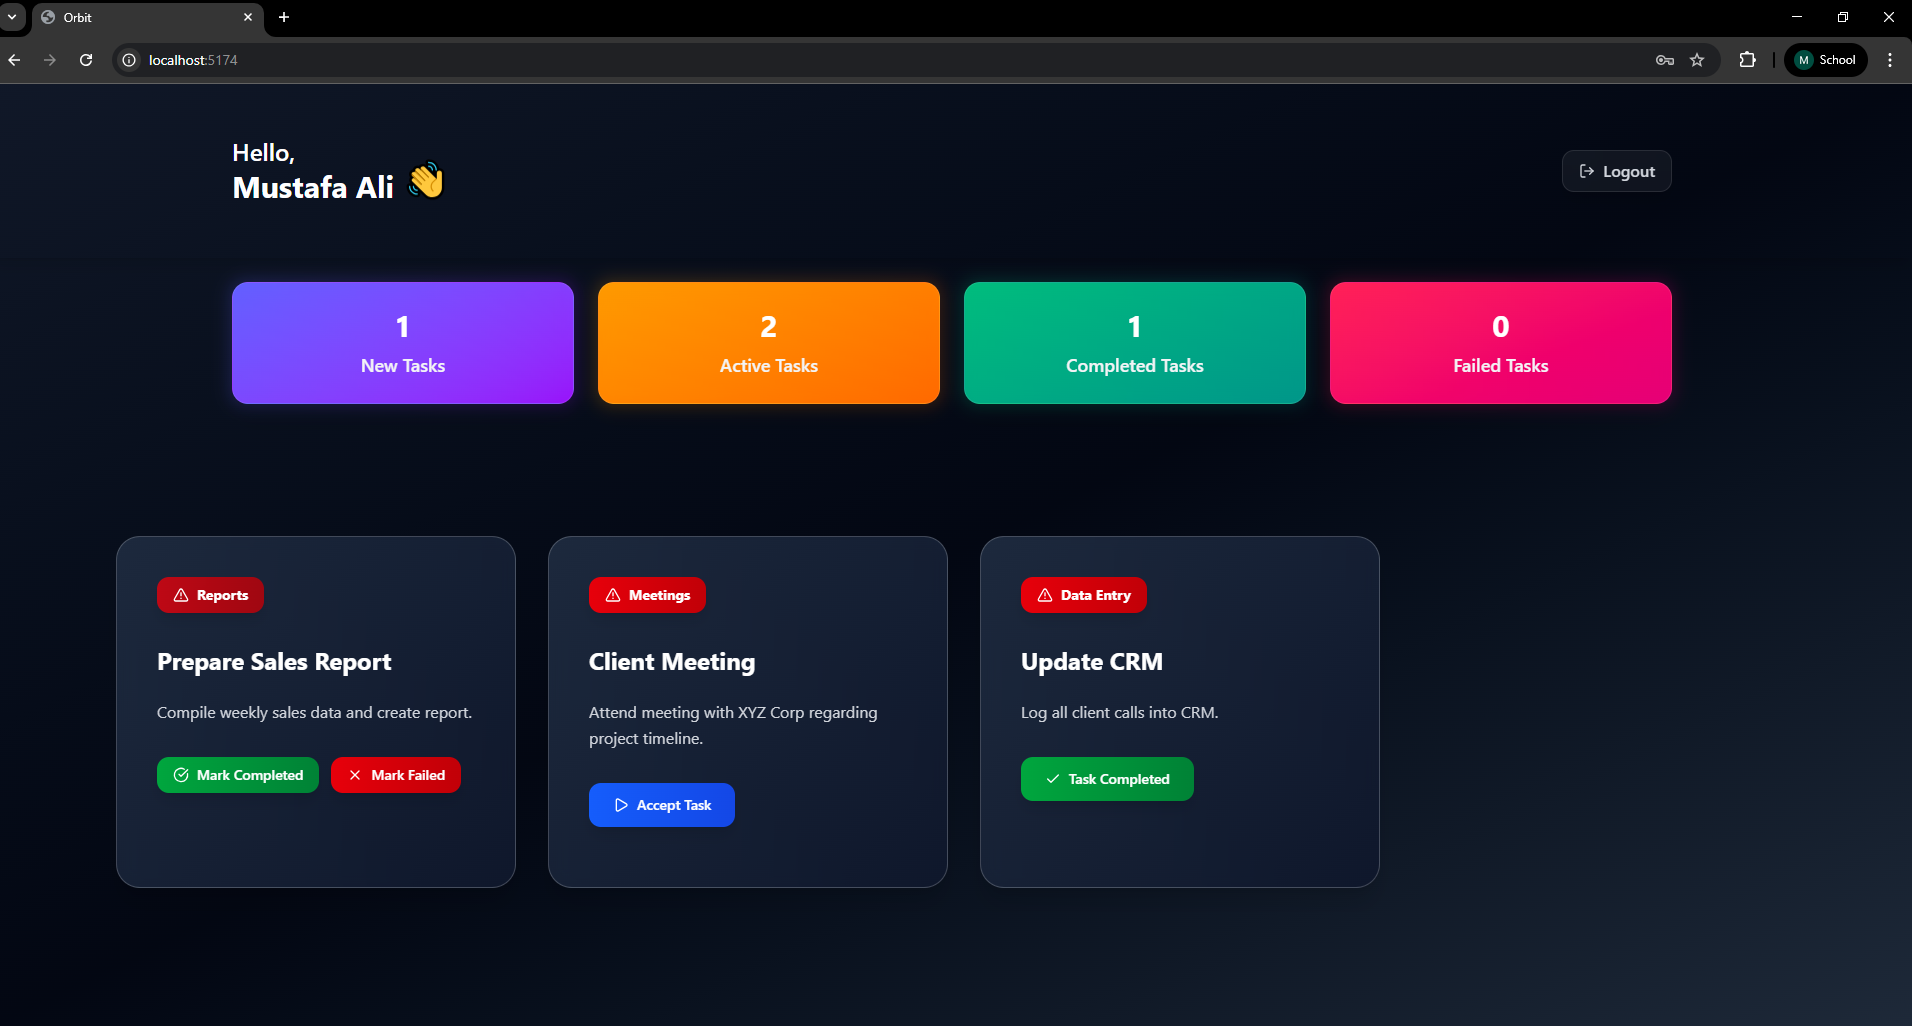 Orbit
localhost:5174
M School
Hello,
Mustafa Ali 👋
Logout
1
New Tasks
2
Active Tasks
1
Completed Tasks
0
Failed Tasks
Reports
Prepare Sales Report
Compile weekly sales data and create report.
Mark Completed
Mark Failed
Meetings
Client Meeting
Attend meeting with XYZ Corp regarding
project timeline.
Accept Task
Data Entry
Update CRM
Log all client calls into CRM.
Task Completed